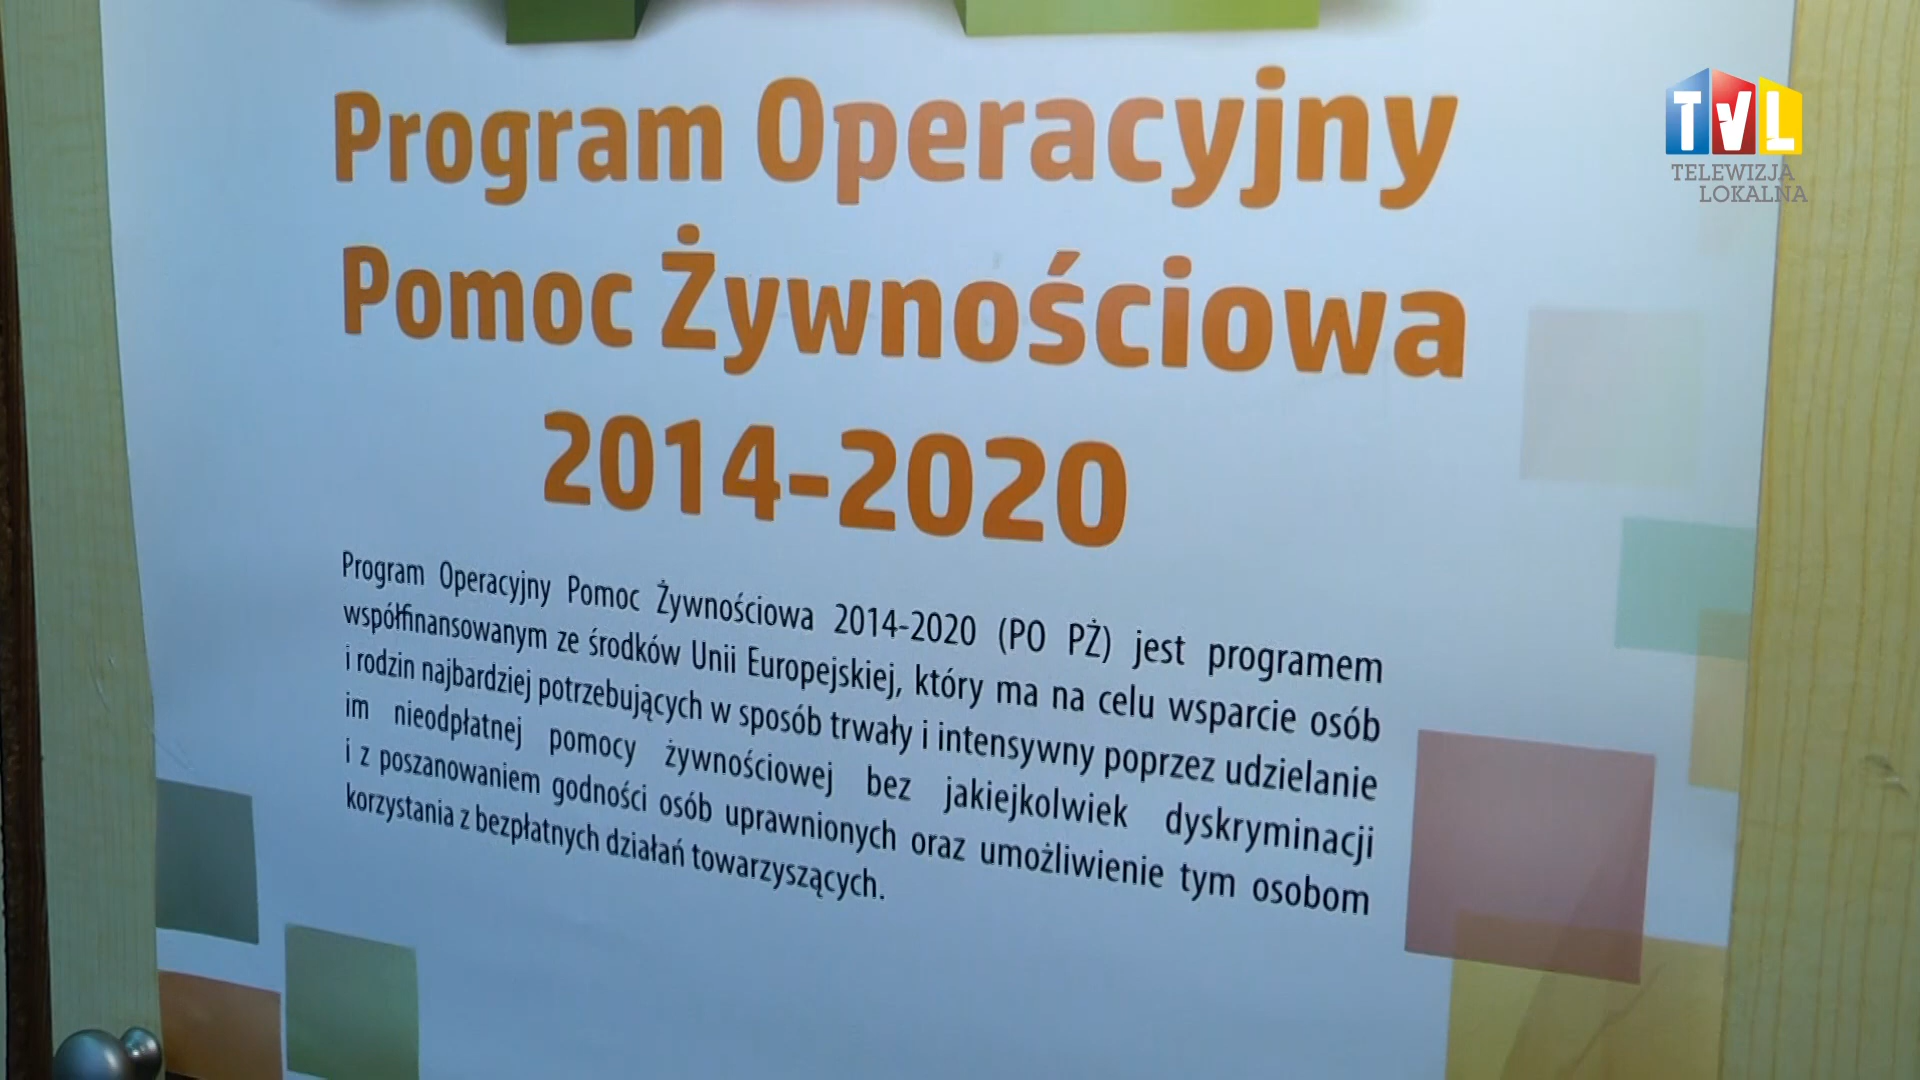 Program Operacyjny
Pomoc Żywnościowa
2014-2020
Program Operacyjny Pomoc Żywnościowa 2014-2020 (PO PŻ) jest programem
współfinansowanym ze środków Unii Europejskiej, który ma na celu wsparcie osób
i rodzin najbardziej potrzebujących w sposób trwały i intensywny poprzez udzielanie
im nieodpłatnej pomocy żywnościowej bez jakiejkolwiek dyskryminacji
i z poszanowaniem godności osób uprawnionych oraz umożliwienie tym osobom
korzystania z bezpłatnych działań towarzyszących.
TVL
TELEWIZJA
LOKALNA